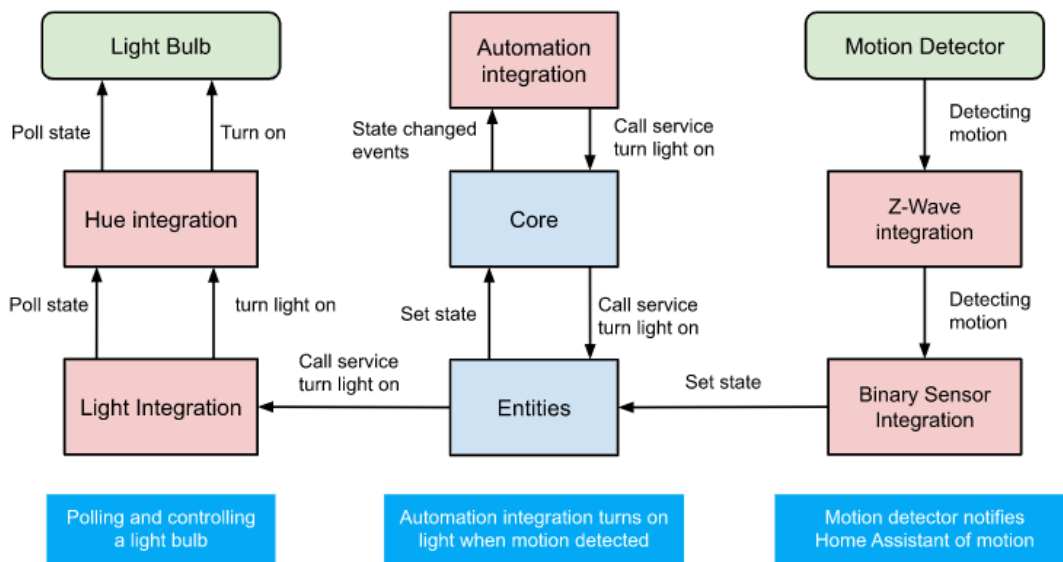 Light Bulb
Automation
integration
Motion Detector
Poll state
Turn on
State changed
events
Call service
turn light on
Detecting
motion
Hue integration
Core
Z-Wave
integration
Poll state
turn light on
Set state
Call service
turn light on
Detecting
motion
Call service
turn light on
Light Integration
Entities
Set state
Binary Sensor
Integration
Polling and controlling
a light bulb
Automation integration turns on
light when motion detected
Motion detector notifies
Home Assistant of motion